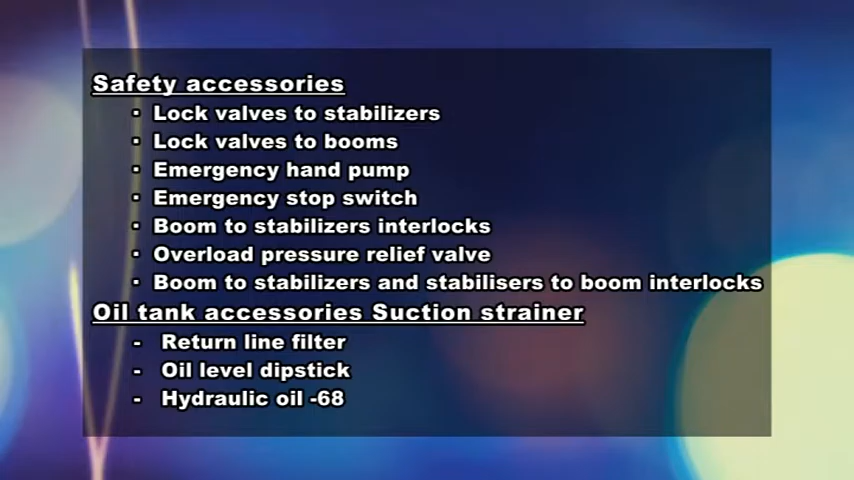 Safety accessories
▪ Lock valves to stabilizers
▪ Lock valves to booms
▪ Emergency hand pump
▪ Emergency stop switch
▪ Boom to stabilizers interlocks
▪ Overload pressure relief valve
▪ Boom to stabilizers and stabilisers to boom interlocks
Oil tank accessories Suction strainer
- Return line filter
- Oil level dipstick
- Hydraulic oil -68